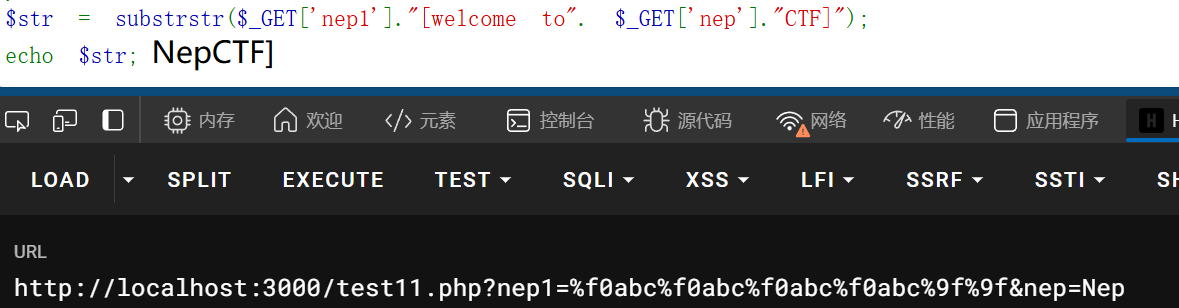 $str = substrstr($_GET['nep1']."[welcome to". $_GET['nep']."CTF]");
echo $str; NepCTF]
内存 欢迎 元素 控制台 源代码 网络 性能 应用程序 H
LOAD SPLIT EXECUTE TEST SQLI XSS LFI SSRF SSTI SH
URL
http://localhost:3000/test11.php?nep1=%f0abc%f0abc%f0abc%f0abc%9f%9f&nep=Nep